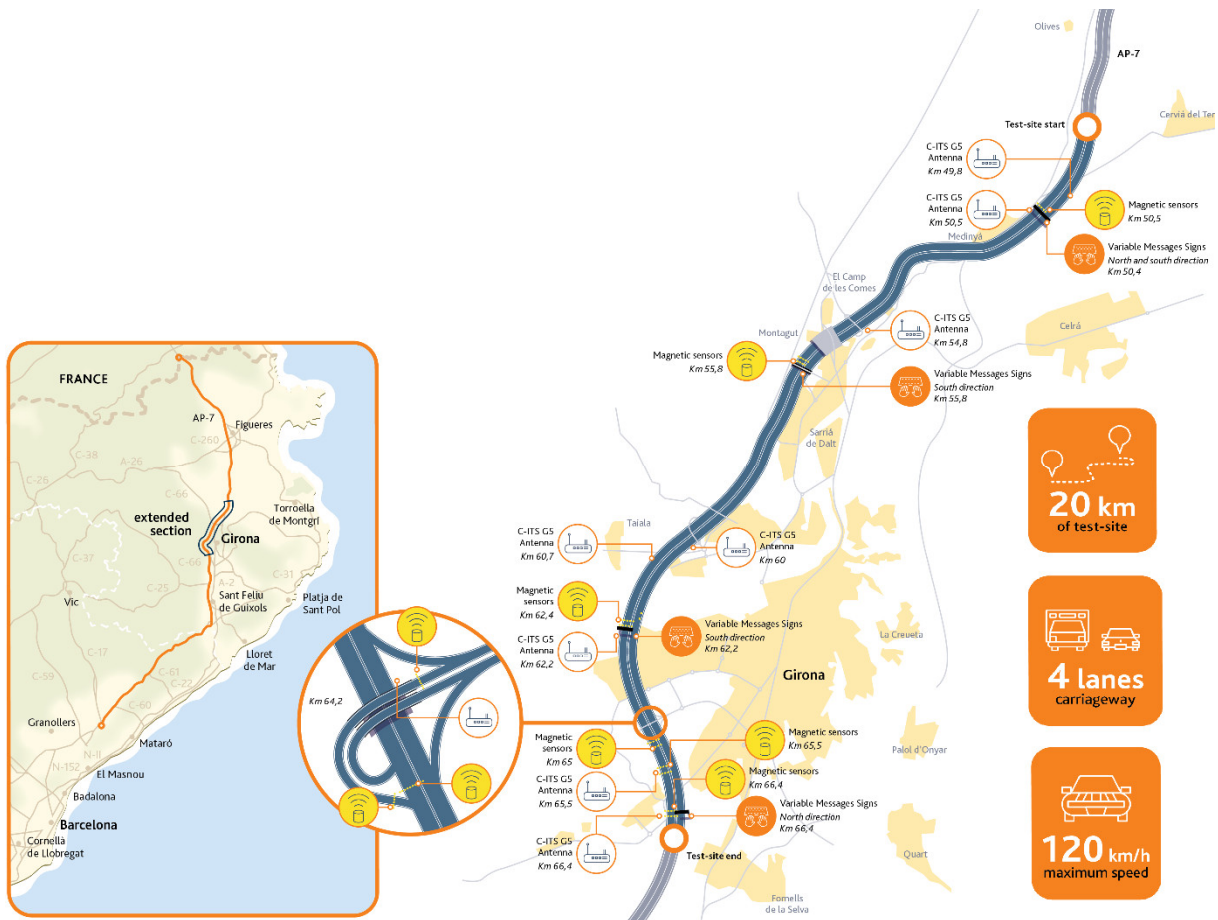 Olives
AP-7
Cerviá del Ter
Test-site start
C-ITS G5
Antenna
Km 49,8
C-ITS G5
Antenna
Km 50,5
Magnetic sensors
Km 50,5
Medinyá
Variable Messages Signs
North and south direction
Km 50,4
El Camp
de les Comes
C-ITS G5
Antenna
Km 54,8
Celrá
Montogut
Magnetic sensors
Km 55,8
Variable Messages Signs
South direction
Km 55,8
Sarriá
de Dalt
20 km
of test-site
Taiala
C-ITS G5
Antenna
Km 60,7
C-ITS G5
Antenna
Km 60
Magnetic
sensors
Km 62,4
C-ITS G5
Antenna
Km 62,2
Variable Messages Signs
South direction
Km 62,2
La Creueta
Girona
4 lanes
carriageway
Km 64,2
Magnetic
sensors
Km 65
Magnetic sensors
Km 65,5
C-ITS G5
Antenna
Km 65,5
Magnetic sensors
Km 66,4
Palol d'Onyar
Variable Messages Signs
North direction
Km 66,4
C-ITS G5
Antenna
Km 66,4
Test-site end
Quart
Fornells
de la Selva
120 km/h
maximum speed
FRANCE
AP-7
Figueres
C-260
C-38
A-26
C-26
C-66
extended
section
Torroella
de Montgrí
Girona
C-37
C-66
C-25
A-2
C-31
Vic
Sant Feliu
de Guixols
Platja de
Sant Pol
C-17
Lloret
de Mar
C-59
C-61
C-22
C-60
Granollers
N-II
Mataró
N-152
El Masnou
Badalona
Barcelona
Cornellà
de Llobregat